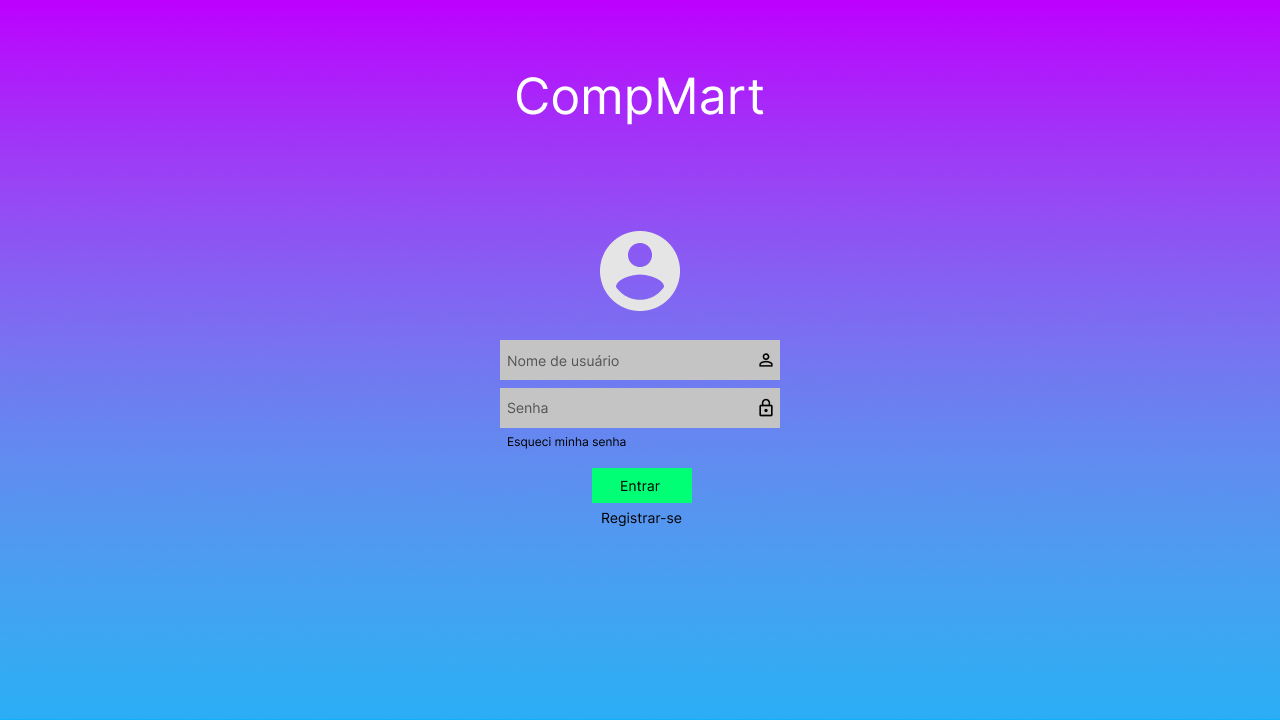 CompMart
Nome de usuário
Senha
Esqueci minha senha
Entrar
Registrar-se